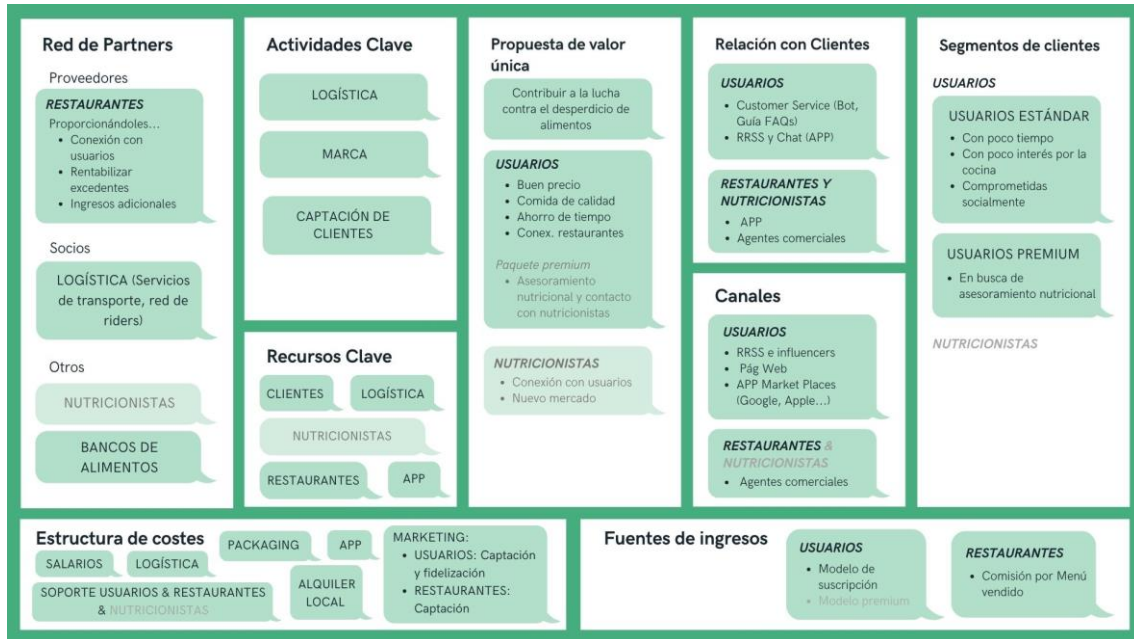 Red de Partners
Proveedores
RESTAURANTES
Proporcionándoles...
• Conexión con
usuarios
• Rentabilizar
excedentes
• Ingresos adicionales
Socios
LOGÍSTICA (Servicios
de transporte, red de
riders)
Otros
NUTRICIONISTAS
BANCOS DE
ALIMENTOS
Actividades Clave
LOGÍSTICA
MARCA
CAPTACIÓN DE
CLIENTES
Recursos Clave
CLIENTES
LOGÍSTICA
NUTRICIONISTAS
RESTAURANTES
APP
Propuesta de valor
única
Contribuir a la lucha
contra el desperdicio de
alimentos
USUARIOS
• Buen precio
• Comida de calidad
• Ahorro de tiempo
• Conex. restaurantes
Paquete premium
• Asesoramiento
nutricional y contacto
con nutricionistas
NUTRICIONISTAS
• Conexión con usuarios
• Nuevo mercado
Relación con Clientes
USUARIOS
• Customer Service (Bot,
Guía FAQs)
• RRSS y Chat (APP)
RESTAURANTES Y
NUTRICIONISTAS
• APP
• Agentes comerciales
Canales
USUARIOS
• RRSS e influencers
• Pág Web
• APP Market Places
(Google, Apple...)
RESTAURANTES &
NUTRICIONISTAS
• Agentes comerciales
Segmentos de clientes
USUARIOS
USUARIOS ESTÁNDAR
• Con poco tiempo
• Con poco interés por la
cocina
• Comprometidas
socialmente
USUARIOS PREMIUM
• En busca de
asesoramiento nutricional
NUTRICIONISTAS
Estructura de costes
SALARIOS
LOGÍSTICA
PACKAGING
APP
SOPORTE USUARIOS & RESTAURANTES
& NUTRICIONISTAS
ALQUILER
LOCAL
MARKETING:
• USUARIOS: Captación
y fidelización
• RESTAURANTES:
Captación
Fuentes de ingresos
USUARIOS
• Modelo de
suscripción
• Modelo premium
RESTAURANTES
• Comisión por Menú
vendido